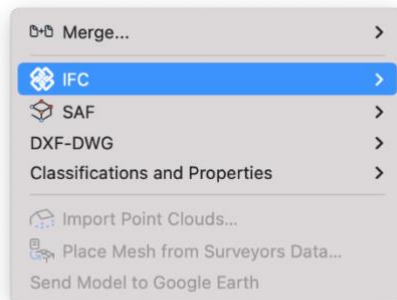 Merge...
IFC
SAF
DXF-DWG
Classifications and Properties
Import Point Clouds...
Place Mesh from Surveyors Data...
Send Model to Google Earth